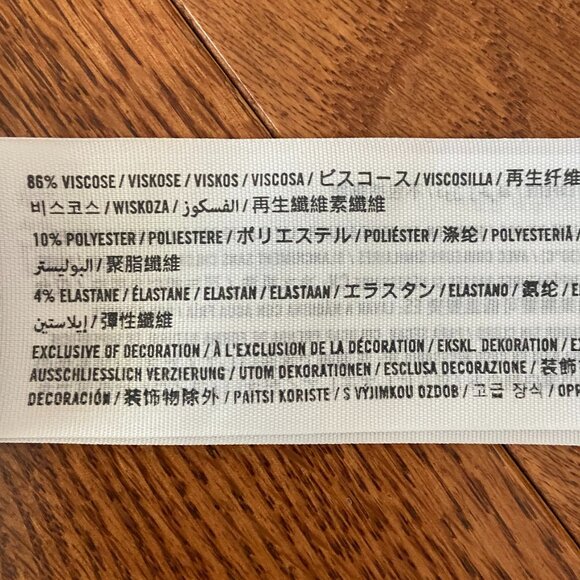 86% VISCOSE / VISKOSE / VISKOS / VISCOSA / ビスコース / VISCOSILLA / 再生纤维
비스코스 / WISKOZA / الفسكوز / 再生纖維素纖維
10% POLYESTER / POLIESTERE / ポリエステル / POLIÉSTER / 涤纶 / POLYESTERIÄ /
البوليستر / 聚脂纖維
4% ELASTANE / ÉLASTANE / ELASTAN / ELASTAAN / エラスタン / ELASTANO / 氨纶 /
إيلاستين / 彈性纖維
EXCLUSIVE OF DECORATION / À L'EXCLUSION DE LA DÉCORATION / EKSKL. DEKORATION /
AUSSCHLIESSLICH VERZIERUNG / UTOM DEKORATIONEN / ESCLUSA DECORAZIONE / 装飾
DECORACIÓN / 装饰物除外 / PAITSI KORISTE / S VÝJIMKOU OZDOB / 고급 장식 / OPR